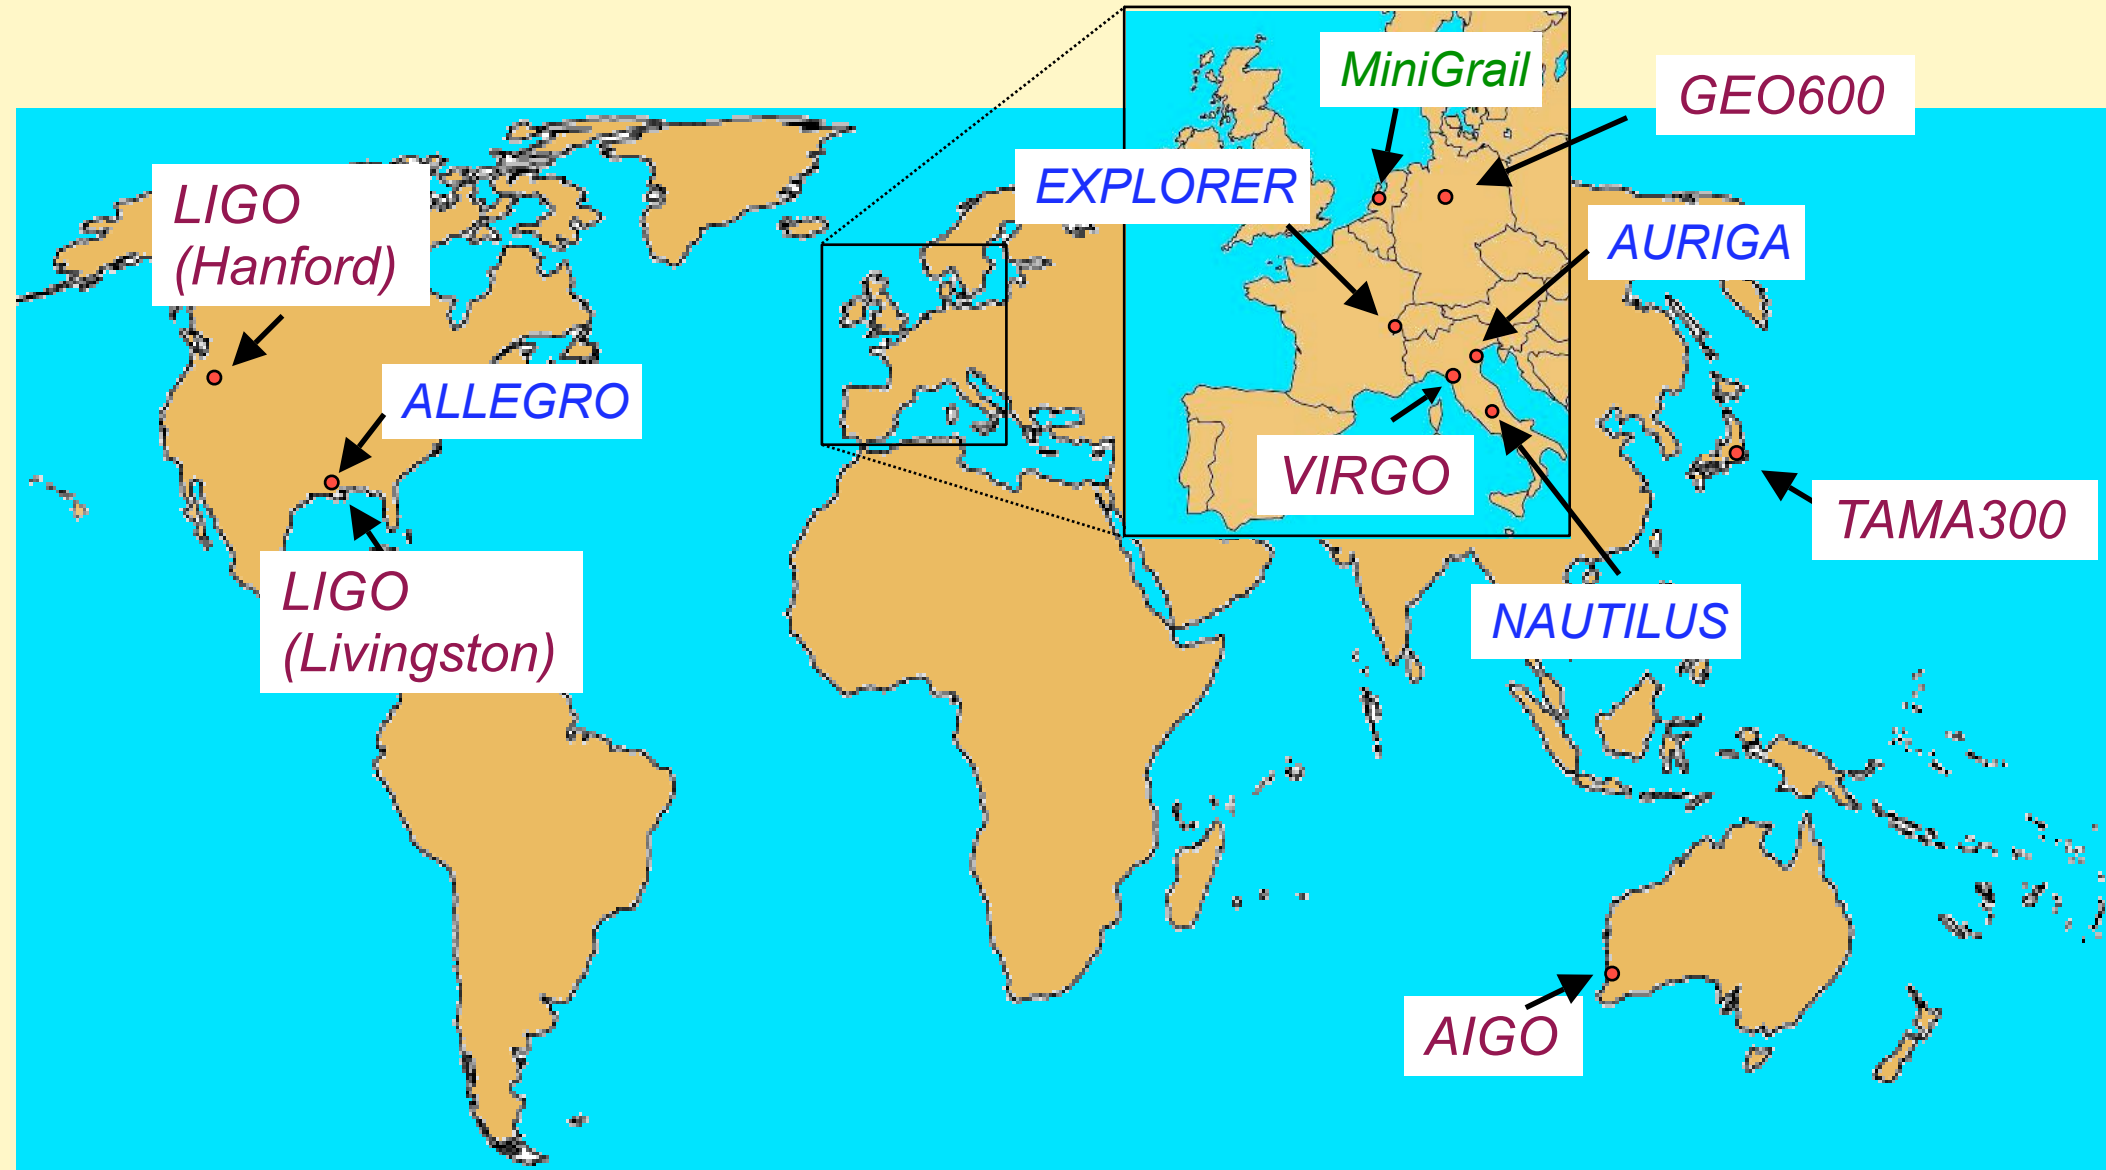 MiniGrail
GEO600
EXPLORER
LIGO
(Hanford)
AURIGA
ALLEGRO
VIRGO
TAMA300
LIGO
(Livingston)
NAUTILUS
AIGO